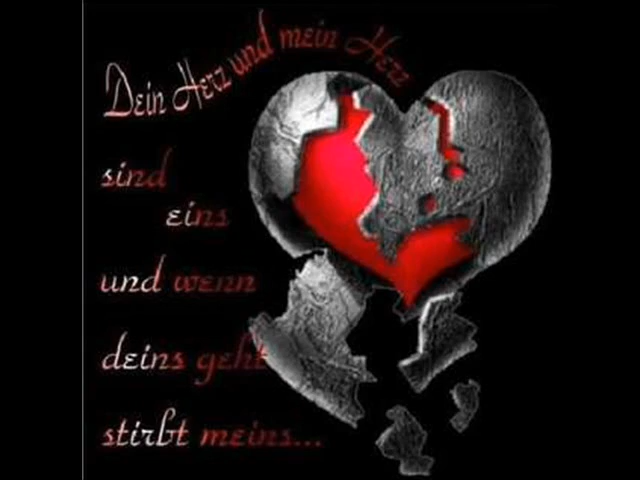 Dein Herz und mein Herz
sind
eins
und wenn
deins geht
stirbt meins...